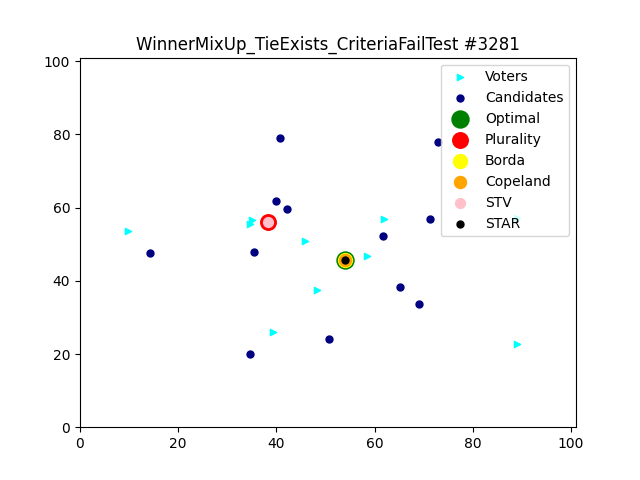 WinnerMixUp_TieExists_CriteriaFailTest #3281
100
80
60
40
20
0
0 20 40 60 80 100
Voters
Candidates
Optimal
Plurality
Borda
Copeland
STV
STAR